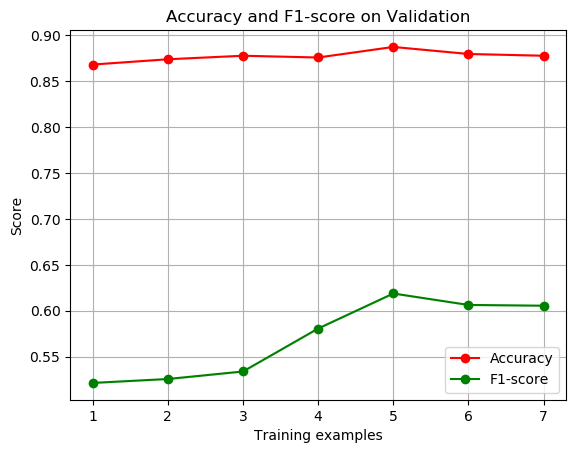 Accuracy and F1-score on Validation
0.90
0.85
0.80
0.75
0.70
0.65
0.60
0.55
Score
1 2 3 4 5 6 7
Training examples
Accuracy
F1-score